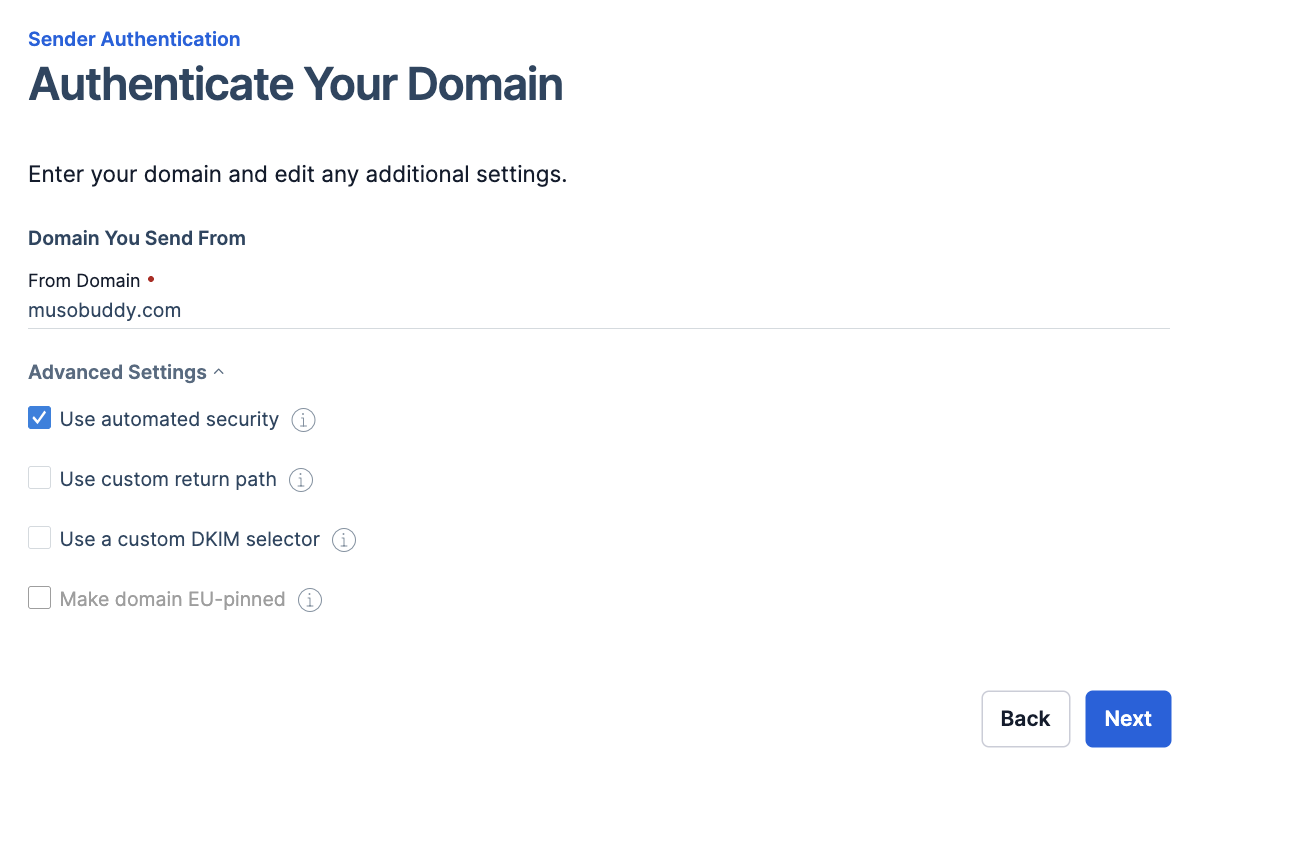 Sender Authentication
Authenticate Your Domain
Enter your domain and edit any additional settings.
Domain You Send From
From Domain •
musobuddy.com
Advanced Settings
Use automated security
Use custom return path
Use a custom DKIM selector
Make domain EU-pinned
Back Next